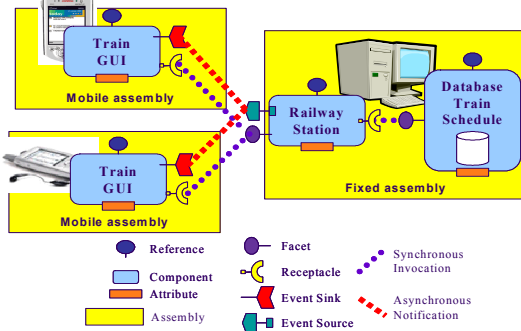 Train
GUI
Mobile assembly
Train
GUI
Mobile assembly
Railway
Station
Database
Train
Schedule
Fixed assembly
Reference
Component
Attribute
Assembly
Facet
Receptacle
Event Sink
Event Source
Synchronous
Invocation
Asynchronous
Notification